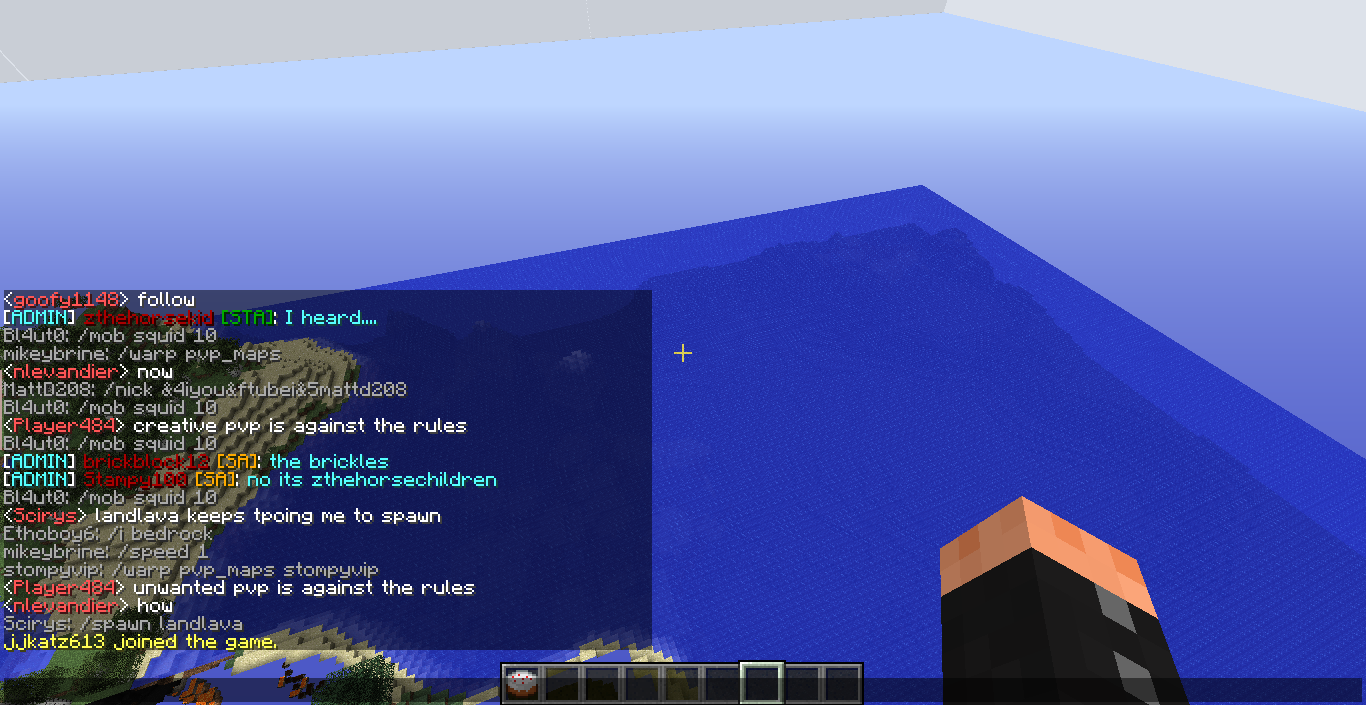 <goofy1148> follow
[ADMIN] zthehorsekid [STA]: I heard....
Bl4ut0: /mob squid 10
mikeybrine: /warp pvp_maps
<nlevandier> now
MattD208: /nick &4iyou&ftubei&5mattd208
Bl4ut0: /mob squid 10
<Player484> creative pvp is against the rules
Bl4ut0: /mob squid 10
[ADMIN] brickblock12 [SA]: the brickles
[ADMIN] Stampy100 [SA]: no its zthehorsechildren
Bl4ut0: /mob squid 10
<Scirys> landlava keeps tpoing me to spawn
Ethoboy6: /i bedrock
mikeybrine: /speed 1
stompyvip: /warp pvp_maps stompyvip
<Player484> unwanted pvp is against the rules
<nlevandier> how
Scirys: /spawn landlava
jjkatz613 joined the game.